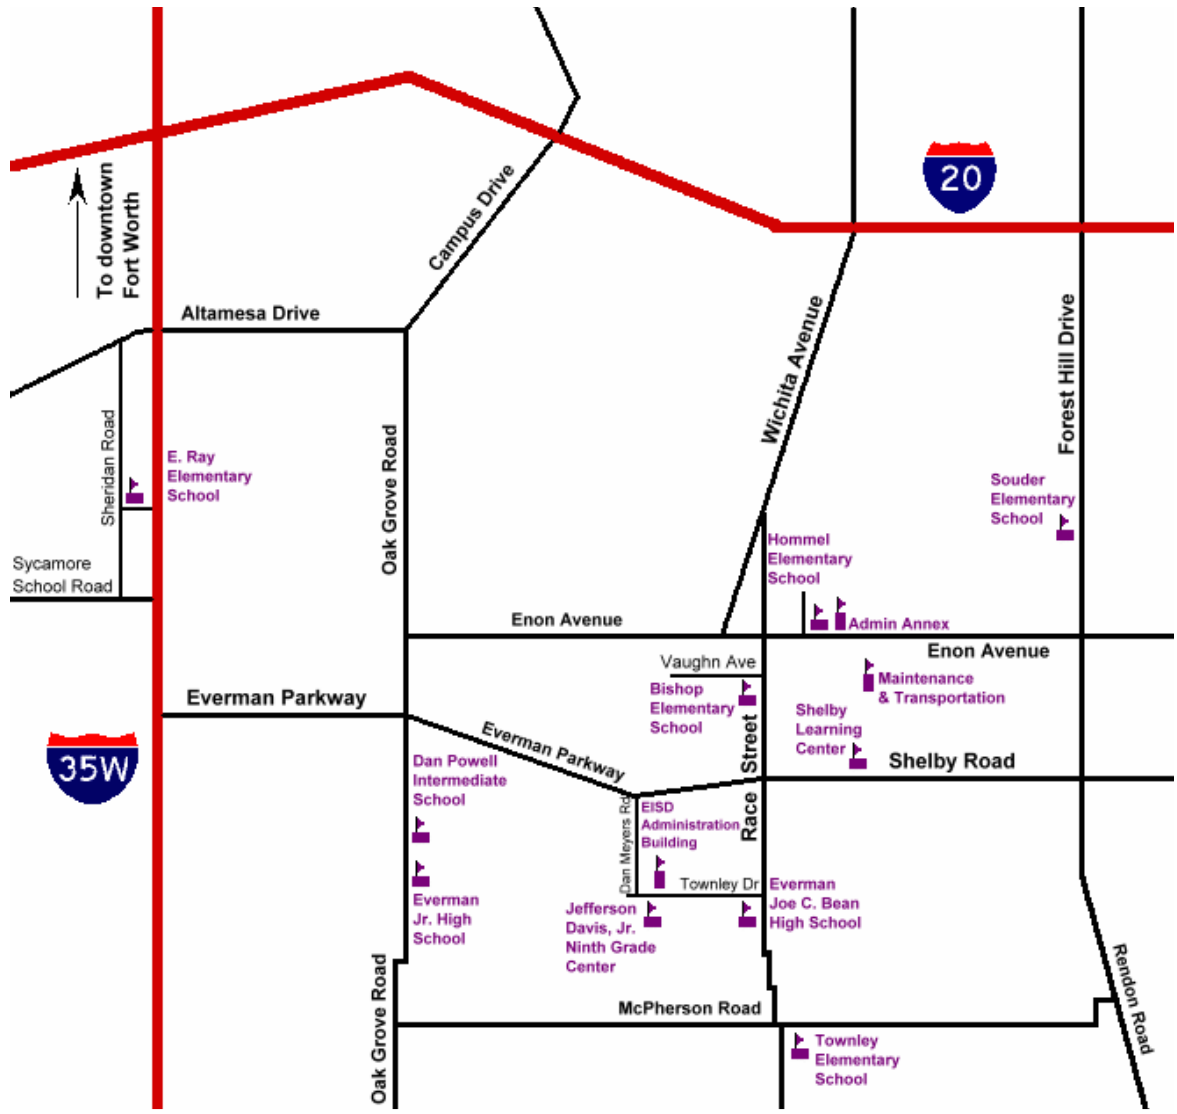 20
To downtown
Fort Worth
Campus Drive
Altamesa Drive
Wichita Avenue
Forest Hill Drive
Sheridan Road
E. Ray
Elementary
School
Oak Grove Road
Souder
Elementary
School
Hommel
Elementary
School
Sycamore
School Road
Enon Avenue
Admin Annex
Enon Avenue
Vaughn Ave
Bishop
Elementary
School
Maintenance
& Transportation
Everman Parkway
Everman Parkway
Shelby
Learning
Center
Race Street
Shelby Road
35W
Dan Powell
Intermediate
School
Dan Meyers Rd
EISD
Administration
Building
Townley Dr
Everman
Joe C. Bean
High School
Everman
Jr. High
School
Jefferson
Davis, Jr.
Ninth Grade
Center
Oak Grove Road
McPherson Road
Rendon Road
Townley
Elementary
School